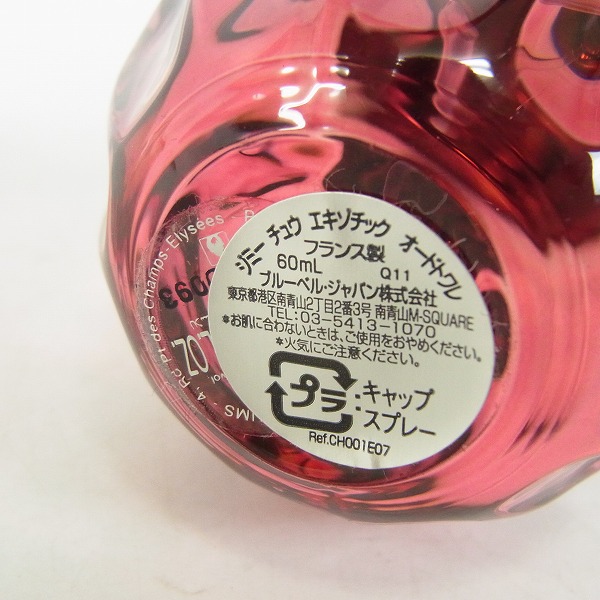 ジミー チュウ エキゾチック オードトワレ
フランス製
60mL Q11
ブルーベル・ジャパン株式会社
東京都港区南青山2丁目2番3号 南青山M-SQUARE
TEL:03-5413-1070
*お肌に合わないときは、ご使用をおやめください。
*火気にご注意ください。
プラ :キャップ
:スプレー
Ref.CH001E07
Pt des Champs-Elysées
0093